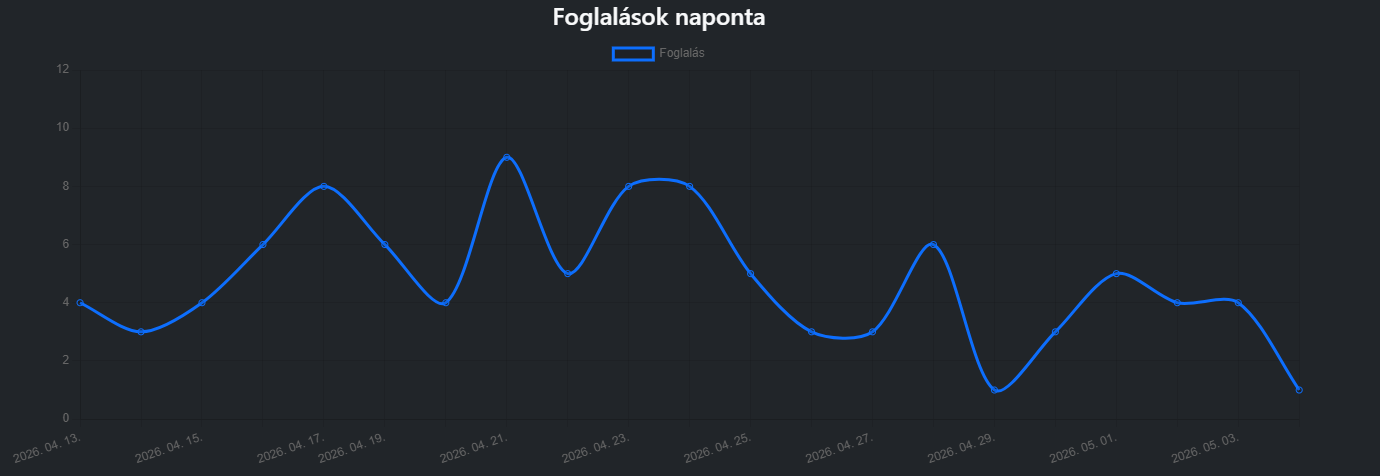 Foglalások naponta
Foglalás
12
10
8
6
4
2
0
2026. 04. 13.
2026. 04. 15.
2026. 04. 17.
2026. 04. 19.
2026. 04. 21.
2026. 04. 23.
2026. 04. 25.
2026. 04. 27.
2026. 04. 29.
2026. 05. 01.
2026. 05. 03.